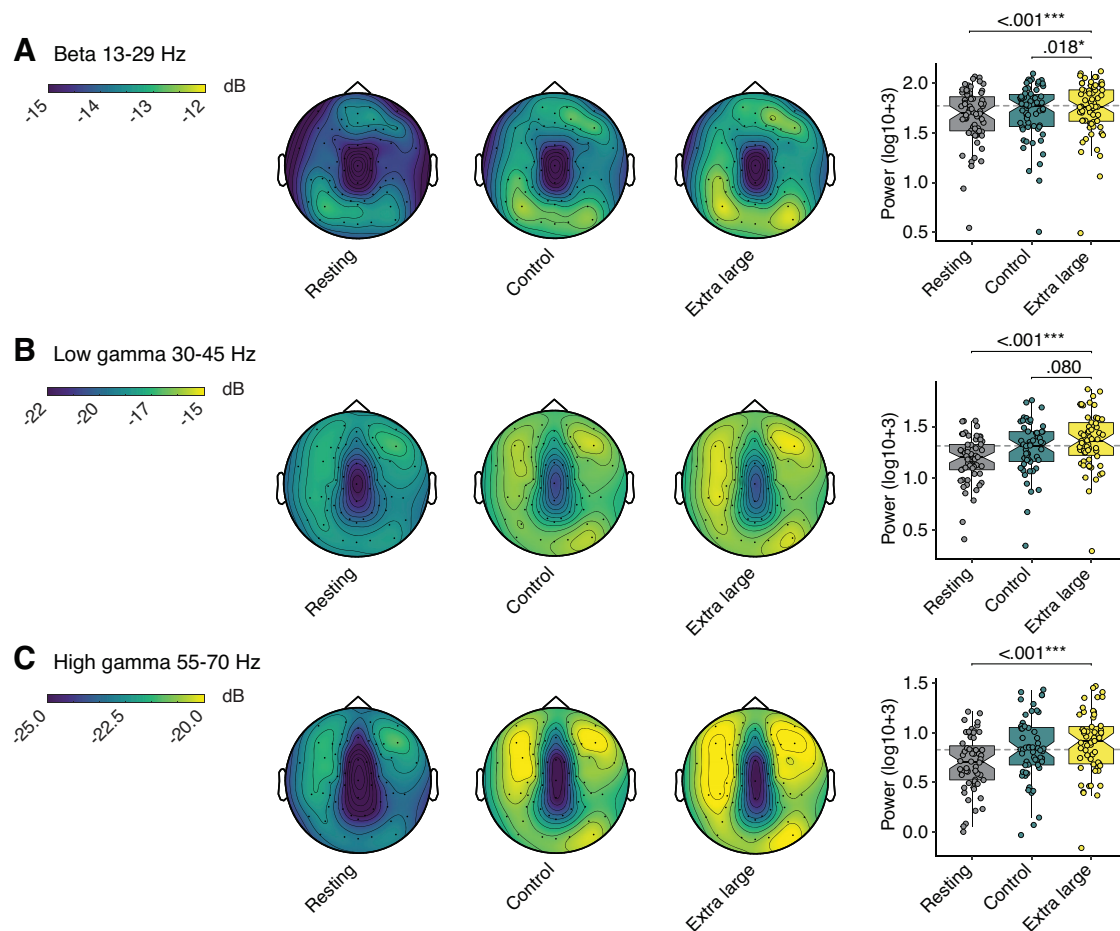 A Beta 13-29 Hz
dB
-15 -14 -13 -12
Resting
Control
Extra large
<.001***
.018*
Power (log10+3)
2.0
1.5
1.0
0.5
Resting
Control
Extra large
B Low gamma 30-45 Hz
dB
-22 -20 -17 -15
Resting
Control
Extra large
<.001***
.080
Power (log10+3)
1.5
1.0
0.5
Resting
Control
Extra large
C High gamma 55-70 Hz
dB
-25.0 -22.5 -20.0
Resting
Control
Extra large
<.001***
Power (log10+3)
1.5
1.0
0.5
0.0
Resting
Control
Extra large